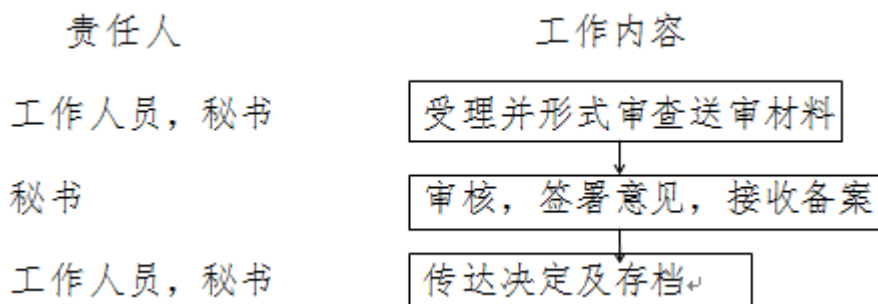 责任人 工作内容
工作人员，秘书 受理并形式审查送审材料
秘书 审核，签署意见，接收备案
工作人员，秘书 传达决定及存档